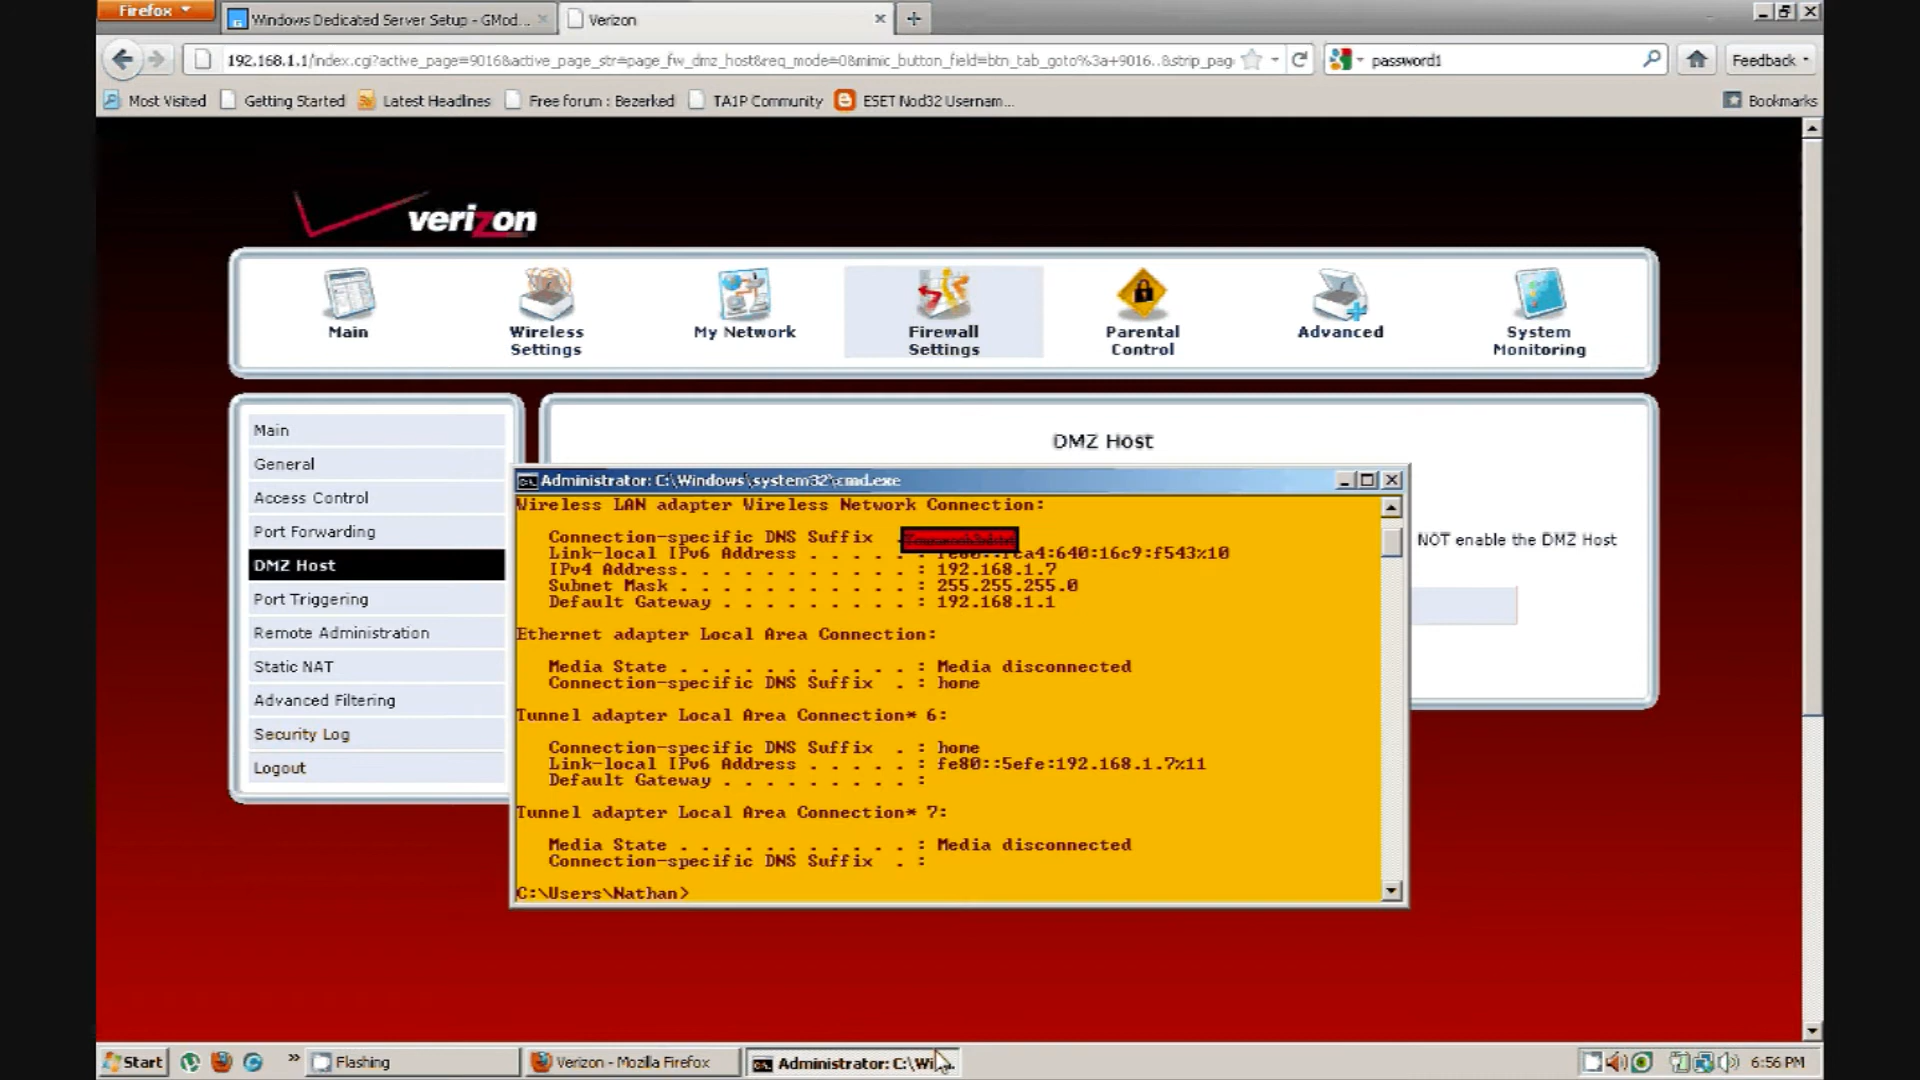 Firefox
Windows Dedicated Server Setup - GMod...
Verizon
192.168.1.1/index.cgi?active_page=9016&active_page_str=page_fw_dmz_host&req_mode=0&mimic_button_field=btn_tab_goto%3a+9016..&strip_pag
password1
Feedback
Most Visited
Getting Started
Latest Headlines
Free forum : Bezerked
TA1P Community
ESET Nod32 Usernam...
Bookmarks
verizon
Main
Wireless Settings
My Network
Firewall Settings
Parental Control
Advanced
System Monitoring
Main
General
Access Control
Port Forwarding
DMZ Host
Port Triggering
Remote Administration
Static NAT
Advanced Filtering
Security Log
Logout
DMZ Host
NOT enable the DMZ Host
Administrator: C:\Windows\system32\cmd.exe
Wireless LAN adapter Wireless Network Connection:
Connection-specific DNS Suffix .
Link-local IPv6 Address . . . . . :
IPv4 Address. . . . . . . . . . . : 192.168.1.7
Subnet Mask . . . . . . . . . . . : 255.255.255.0
Default Gateway . . . . . . . . . : 192.168.1.1
Ethernet adapter Local Area Connection:
Media State . . . . . . . . . . . : Media disconnected
Connection-specific DNS Suffix . : home
Tunnel adapter Local Area Connection* 6:
Connection-specific DNS Suffix . : home
Link-local IPv6 Address . . . . . : fe80::5efe:192.168.1.7%11
Default Gateway . . . . . . . . . :
Tunnel adapter Local Area Connection* 7:
Media State . . . . . . . . . . . : Media disconnected
Connection-specific DNS Suffix . :
C:\Users\Nathan>
Start
Flashing
Verizon - Mozilla Firefox
Administrator: C:\Wi...
6:56 PM